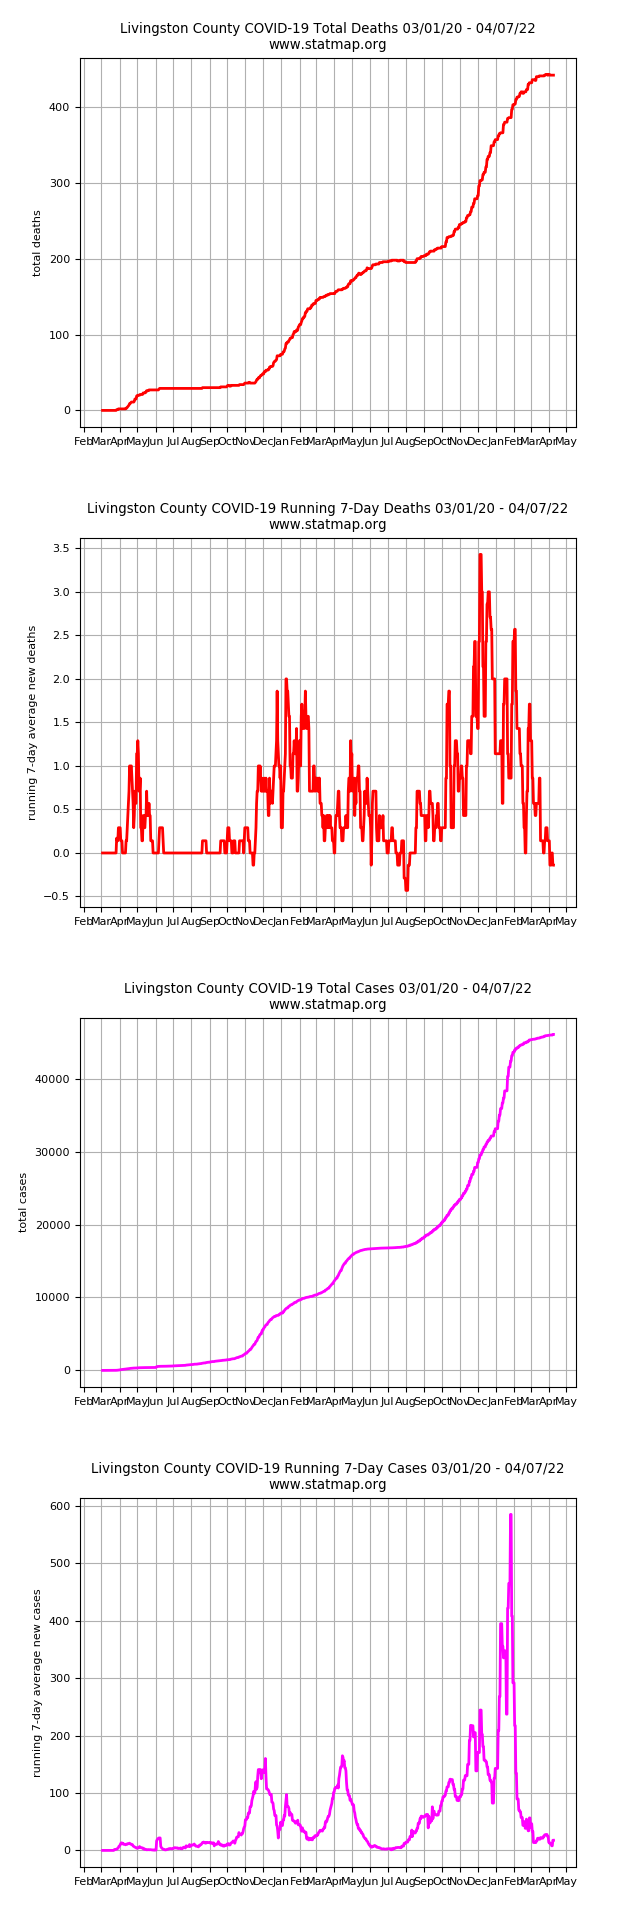 Livingston County COVID-19 Total Deaths 03/01/20 - 04/07/22
www.statmap.org
total deaths
400
300
200
100
0
Feb Mar Apr May Jun Jul Aug Sep Oct Nov Dec Jan Feb Mar Apr May Jun Jul Aug Sep Oct Nov Dec Jan Feb Mar Apr May
Livingston County COVID-19 Running 7-Day Deaths 03/01/20 - 04/07/22
www.statmap.org
running 7-day average new deaths
3.5
3.0
2.5
2.0
1.5
1.0
0.5
0.0
−0.5
Feb Mar Apr May Jun Jul Aug Sep Oct Nov Dec Jan Feb Mar Apr May Jun Jul Aug Sep Oct Nov Dec Jan Feb Mar Apr May
Livingston County COVID-19 Total Cases 03/01/20 - 04/07/22
www.statmap.org
total cases
40000
30000
20000
10000
0
Feb Mar Apr May Jun Jul Aug Sep Oct Nov Dec Jan Feb Mar Apr May Jun Jul Aug Sep Oct Nov Dec Jan Feb Mar Apr May
Livingston County COVID-19 Running 7-Day Cases 03/01/20 - 04/07/22
www.statmap.org
running 7-day average new cases
600
500
400
300
200
100
0
Feb Mar Apr May Jun Jul Aug Sep Oct Nov Dec Jan Feb Mar Apr May Jun Jul Aug Sep Oct Nov Dec Jan Feb Mar Apr May